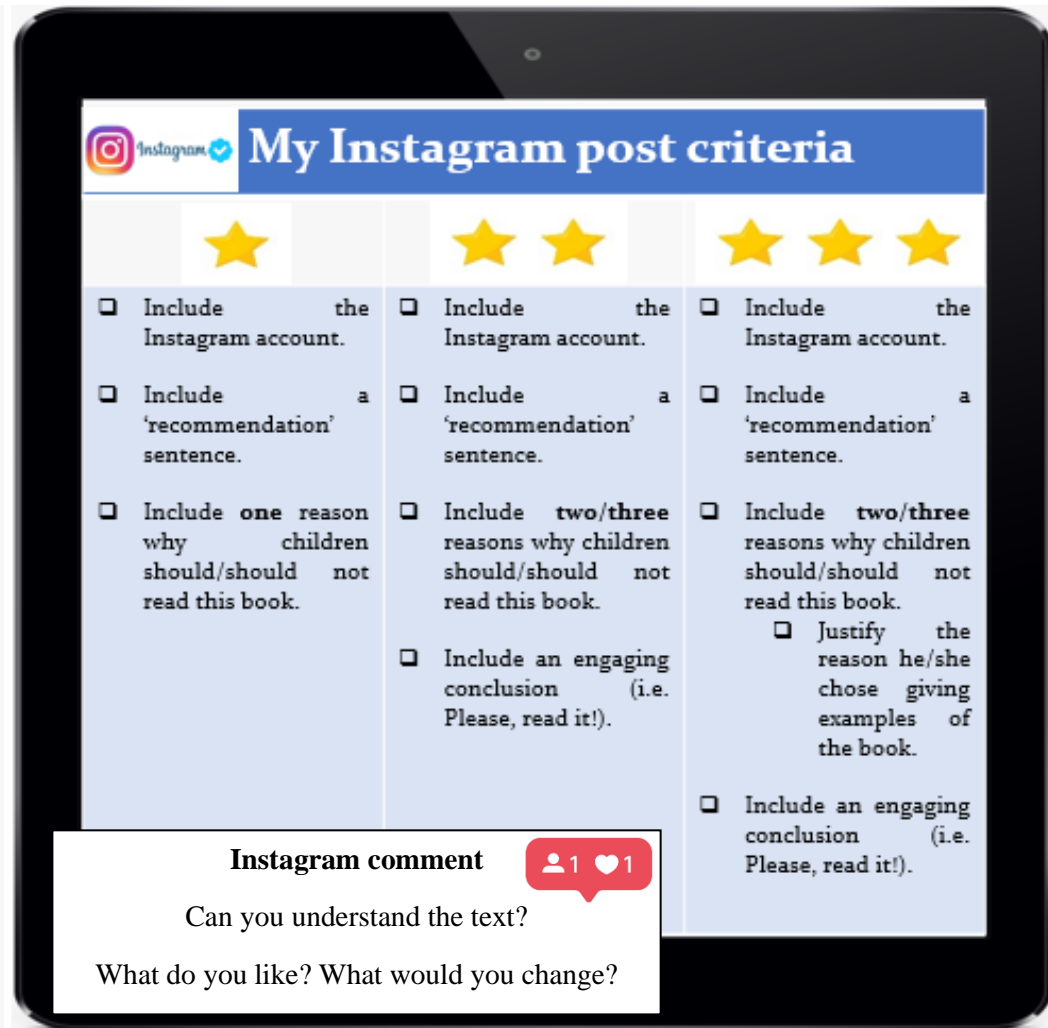 Instagram
My Instagram post criteria
❑ Include the
Instagram account.
❑ Include a
‘recommendation’
sentence.
❑ Include one reason
why children
should/should not
read this book.
❑ Include the
Instagram account.
❑ Include a
‘recommendation’
sentence.
❑ Include two/three
reasons why children
should/should not
read this book.
❑ Include an engaging
conclusion (i.e.
Please, read it!).
❑ Include the
Instagram account.
❑ Include a
‘recommendation’
sentence.
❑ Include two/three
reasons why children
should/should not
read this book.
❑ Justify the
reason he/she
chose giving
examples of
the book.
❑ Include an engaging
conclusion (i.e.
Please, read it!).
Instagram comment
1 1
Can you understand the text?
What do you like? What would you change?